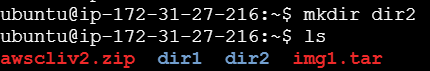 ubuntu@ip-172-31-27-216:~$ mkdir dir2
ubuntu@ip-172-31-27-216:~$ ls
awscliv2.zip  dir1  dir2  img1.tar